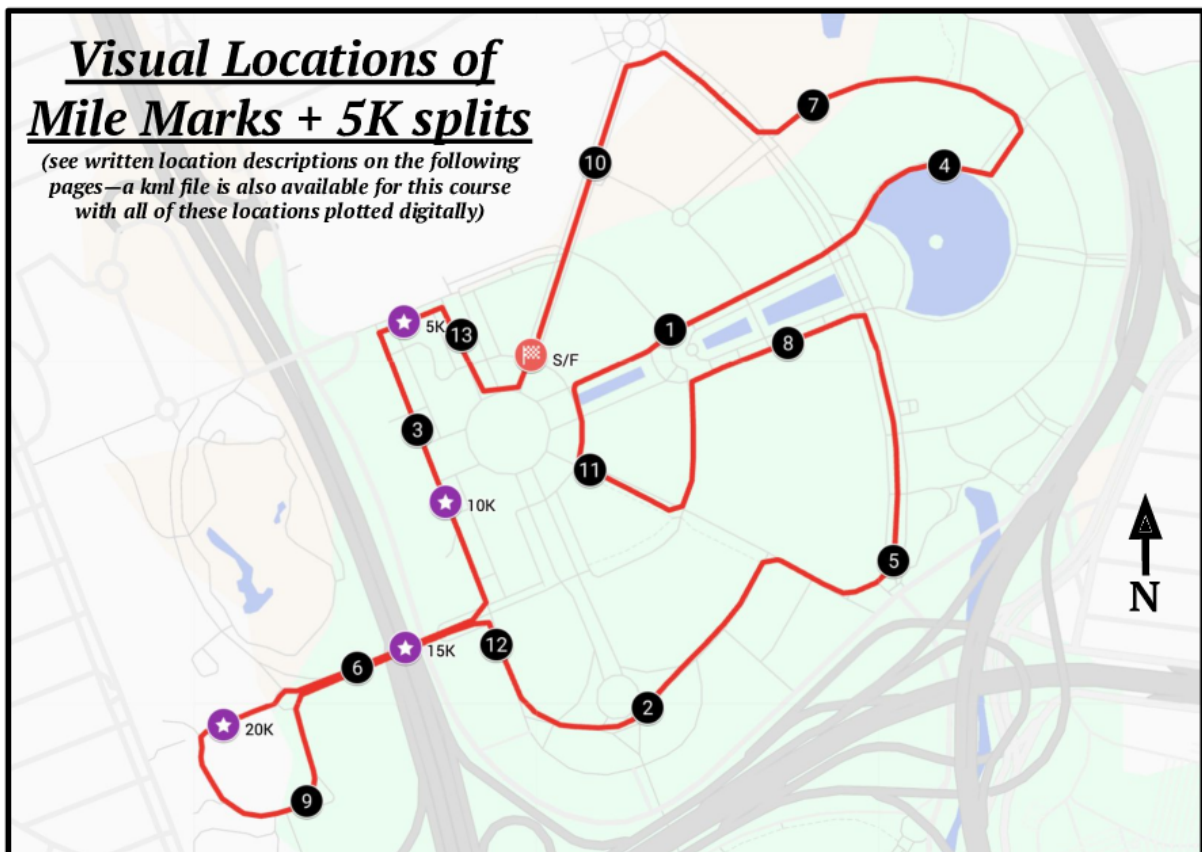 Visual Locations of
Mile Marks + 5K splits
(see written location descriptions on the following
pages—a kml file is also available for this course
with all of these locations plotted digitally)
7
10
4
5K
13
1
8
S/F
3
11
10K
5
N
12
15K
6
2
20K
9